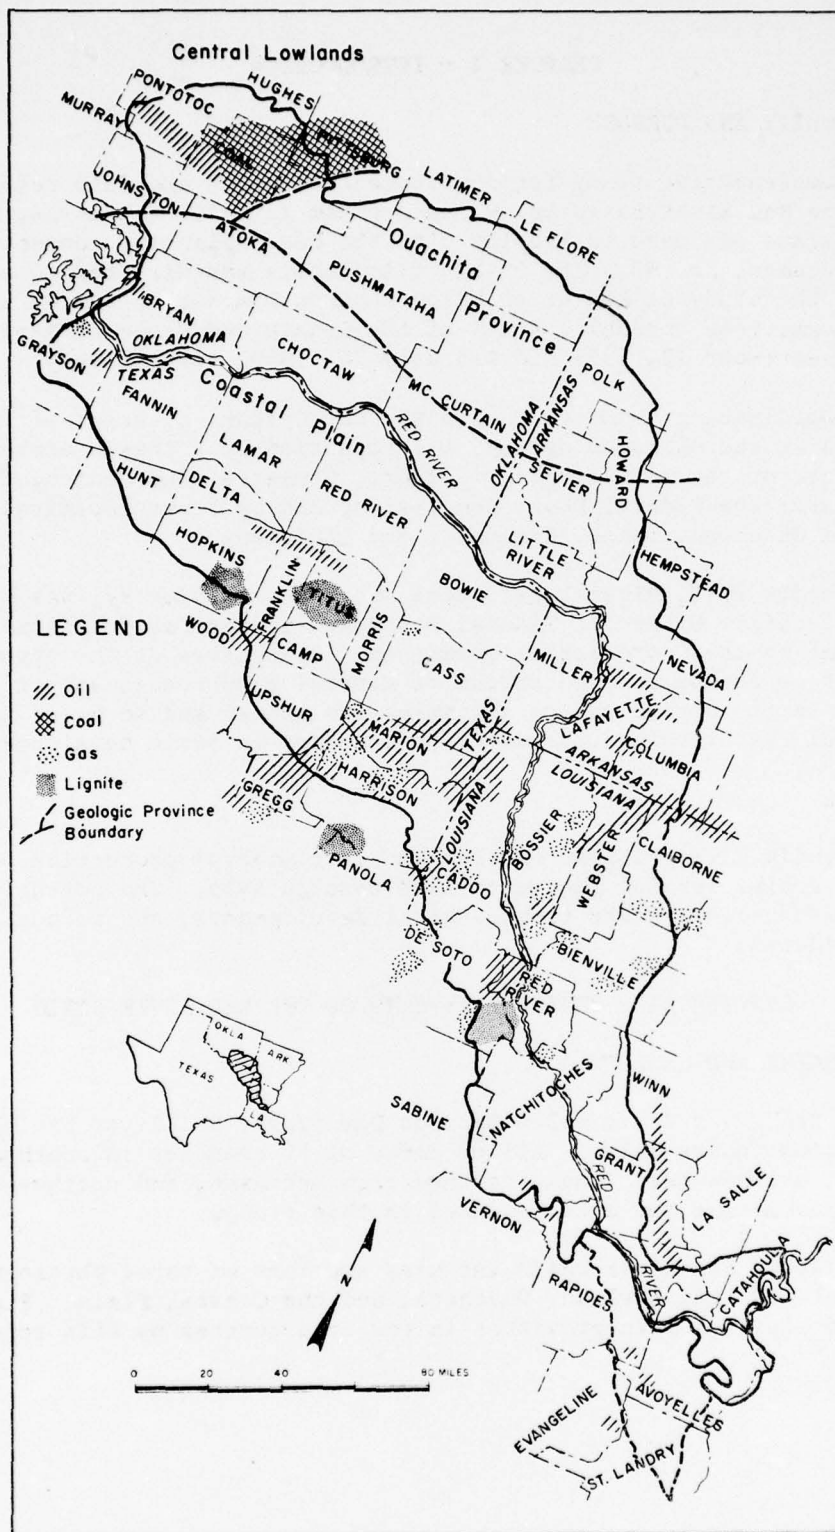 Central Lowlands
PONTOTOC
HUGHES
MURRAY
COAL
PITTSBURG
LATIMER
LE FLORE
JOHNSTON
ATOKA
Ouachita
Province
PUSHMATAHA
BRYAN
OKLAHOMA
CHOCTAW
POLK
GRAYSON
TEXAS
Coastal Plain
FANNIN
MC CURTAIN
OKLAHOMA
ARKANSAS
RED RIVER
SEVIER
HOWARD
LAMAR
HUNT
DELTA
RED RIVER
HOPKINS
LITTLE
RIVER
HEMPSTEAD
FRANKLIN
TITUS
BOWIE
LEGEND
WOOD
CAMP
MORRIS
CASS
MILLER
NEVADA
Oil
Coal
Gas
Lignite
Geologic Province
Boundary
UPSHUR
MARION
TEXAS
LOUISIANA
LAFAYETTE
ARKANSAS
LOUISIANA
COLUMBIA
HARRISON
GREGG
BOSSIER
WEBSTER
CLAIBORNE
PANOLA
CADDO
DE SOTO
BIENVILLE
RED
RIVER
OKLA
ARK
TEXAS
LA
WINN
SABINE
NATCHITOCHES
GRANT
RED
RIVER
LA SALLE
VERNON
RAPIDES
CATAHOULA
N
0 20 40 80 MILES
EVANGELINE
AVOYELLES
ST. LANDRY